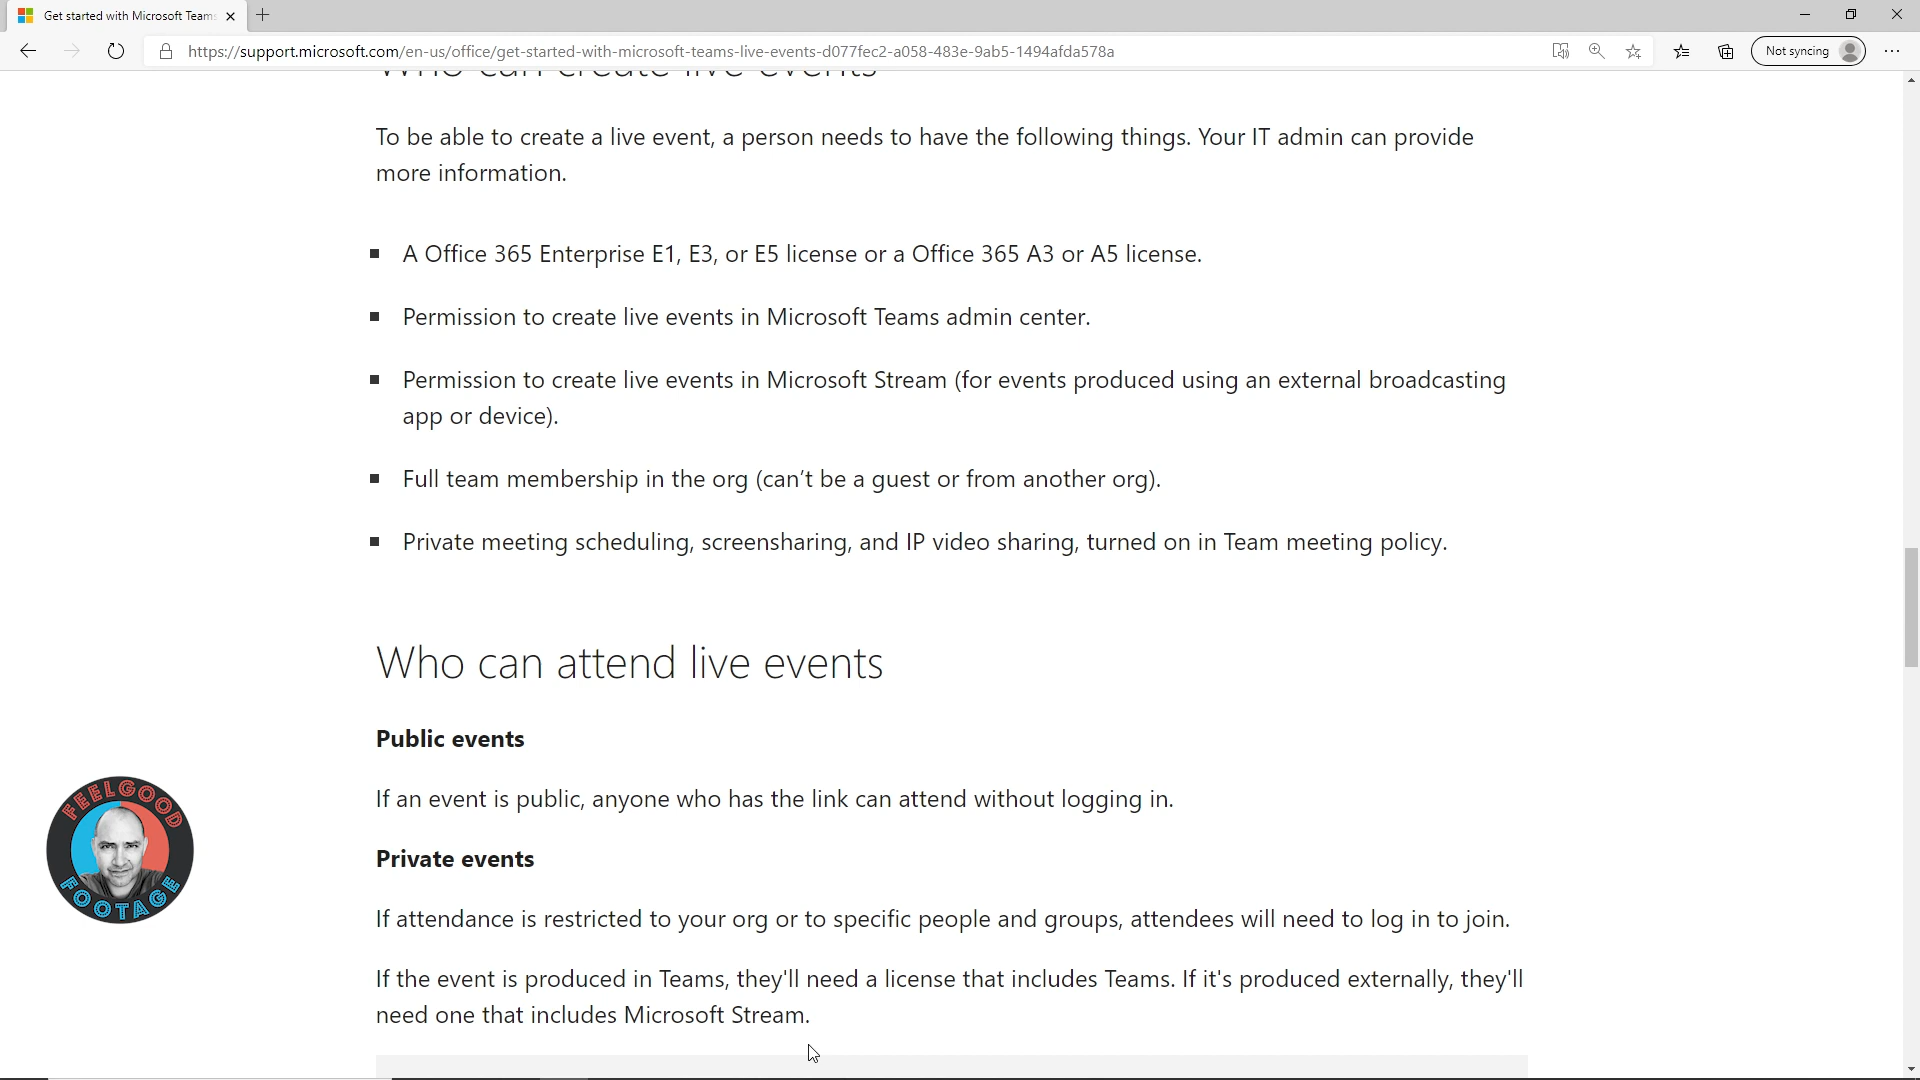 Get started with Microsoft Teams
Not syncing
https://support.microsoft.com/en-us/office/get-started-with-microsoft-teams-live-events-d077fec2-a058-483e-9ab5-1494afda578a
Who can create live events
To be able to create a live event, a person needs to have the following things. Your IT admin can provide
more information.
A Office 365 Enterprise E1, E3, or E5 license or a Office 365 A3 or A5 license.
Permission to create live events in Microsoft Teams admin center.
Permission to create live events in Microsoft Stream (for events produced using an external broadcasting
app or device).
Full team membership in the org (can't be a guest or from another org).
Private meeting scheduling, screensharing, and IP video sharing, turned on in Team meeting policy.
Who can attend live events
Public events
If an event is public, anyone who has the link can attend without logging in.
Private events
If attendance is restricted to your org or to specific people and groups, attendees will need to log in to join.
If the event is produced in Teams, they'll need a license that includes Teams. If it's produced externally, they'll
need one that includes Microsoft Stream.
FEELGOOD
FOOTAGE